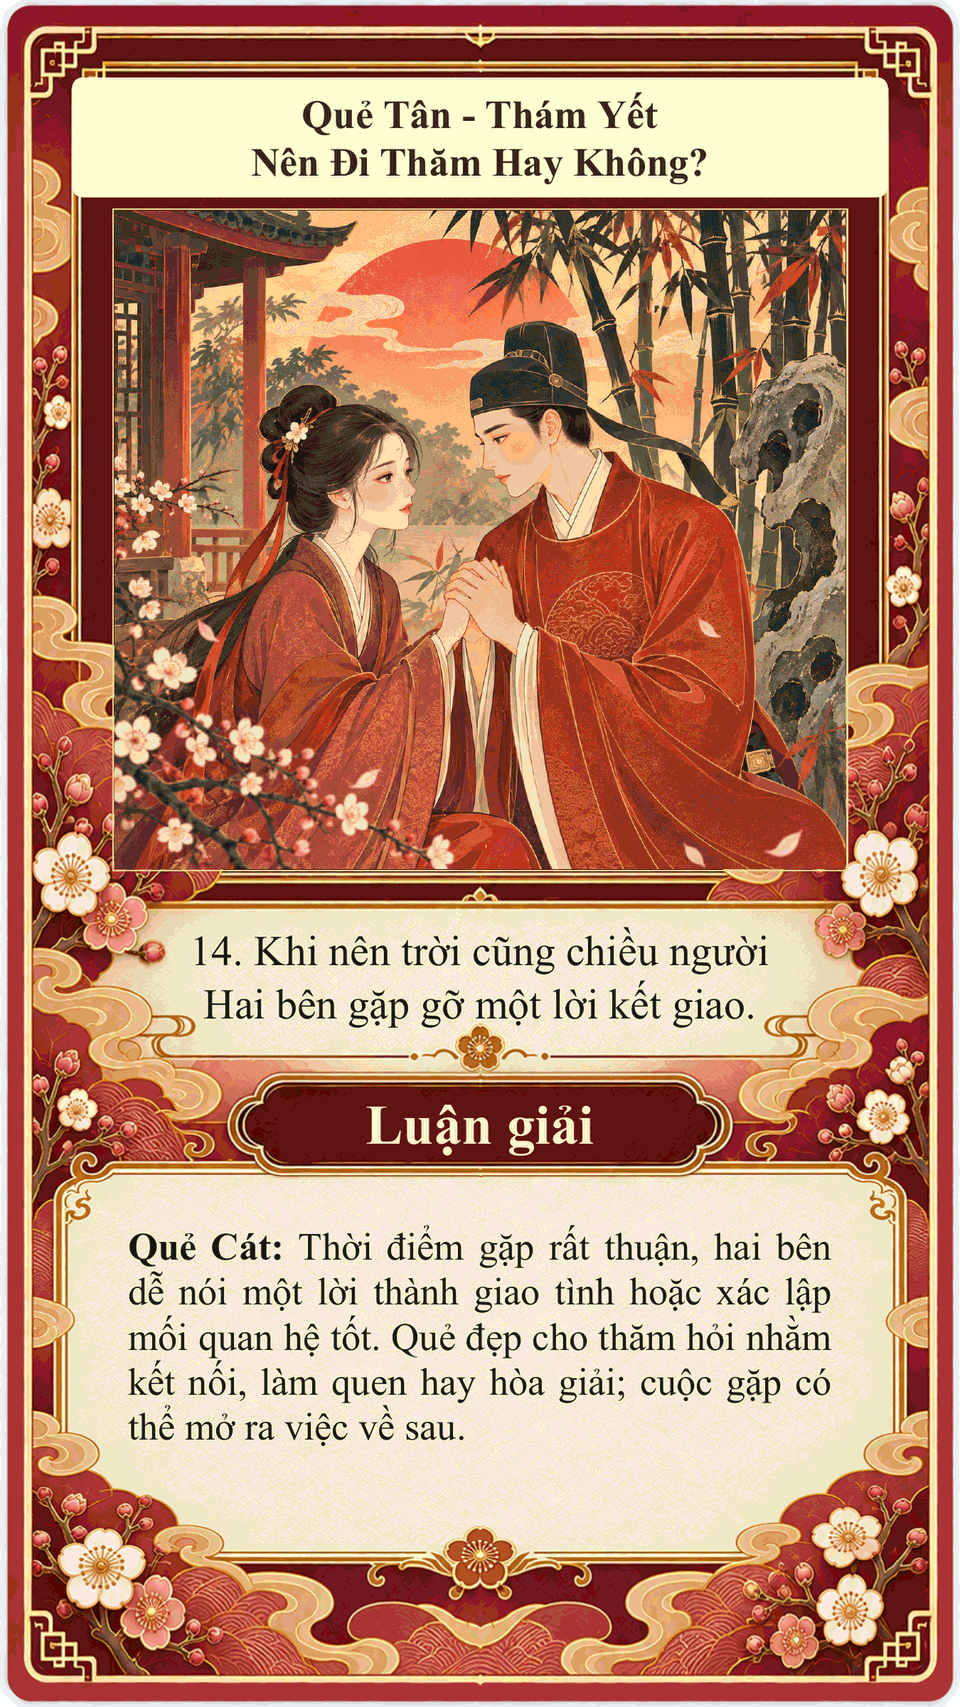 Quẻ Tân - Thám Yết
Nên Đi Thăm Hay Không?
14. Khi nên trời cũng chiều người
Hai bên gặp gỡ một lời kết giao.
Luận giải
Quẻ Cát: Thời điểm gặp rất thuận, hai bên
dễ nói một lời thành giao tình hoặc xác lập
mối quan hệ tốt. Quẻ đẹp cho thăm hỏi nhằm
kết nối, làm quen hay hòa giải; cuộc gặp có
thể mở ra việc về sau.